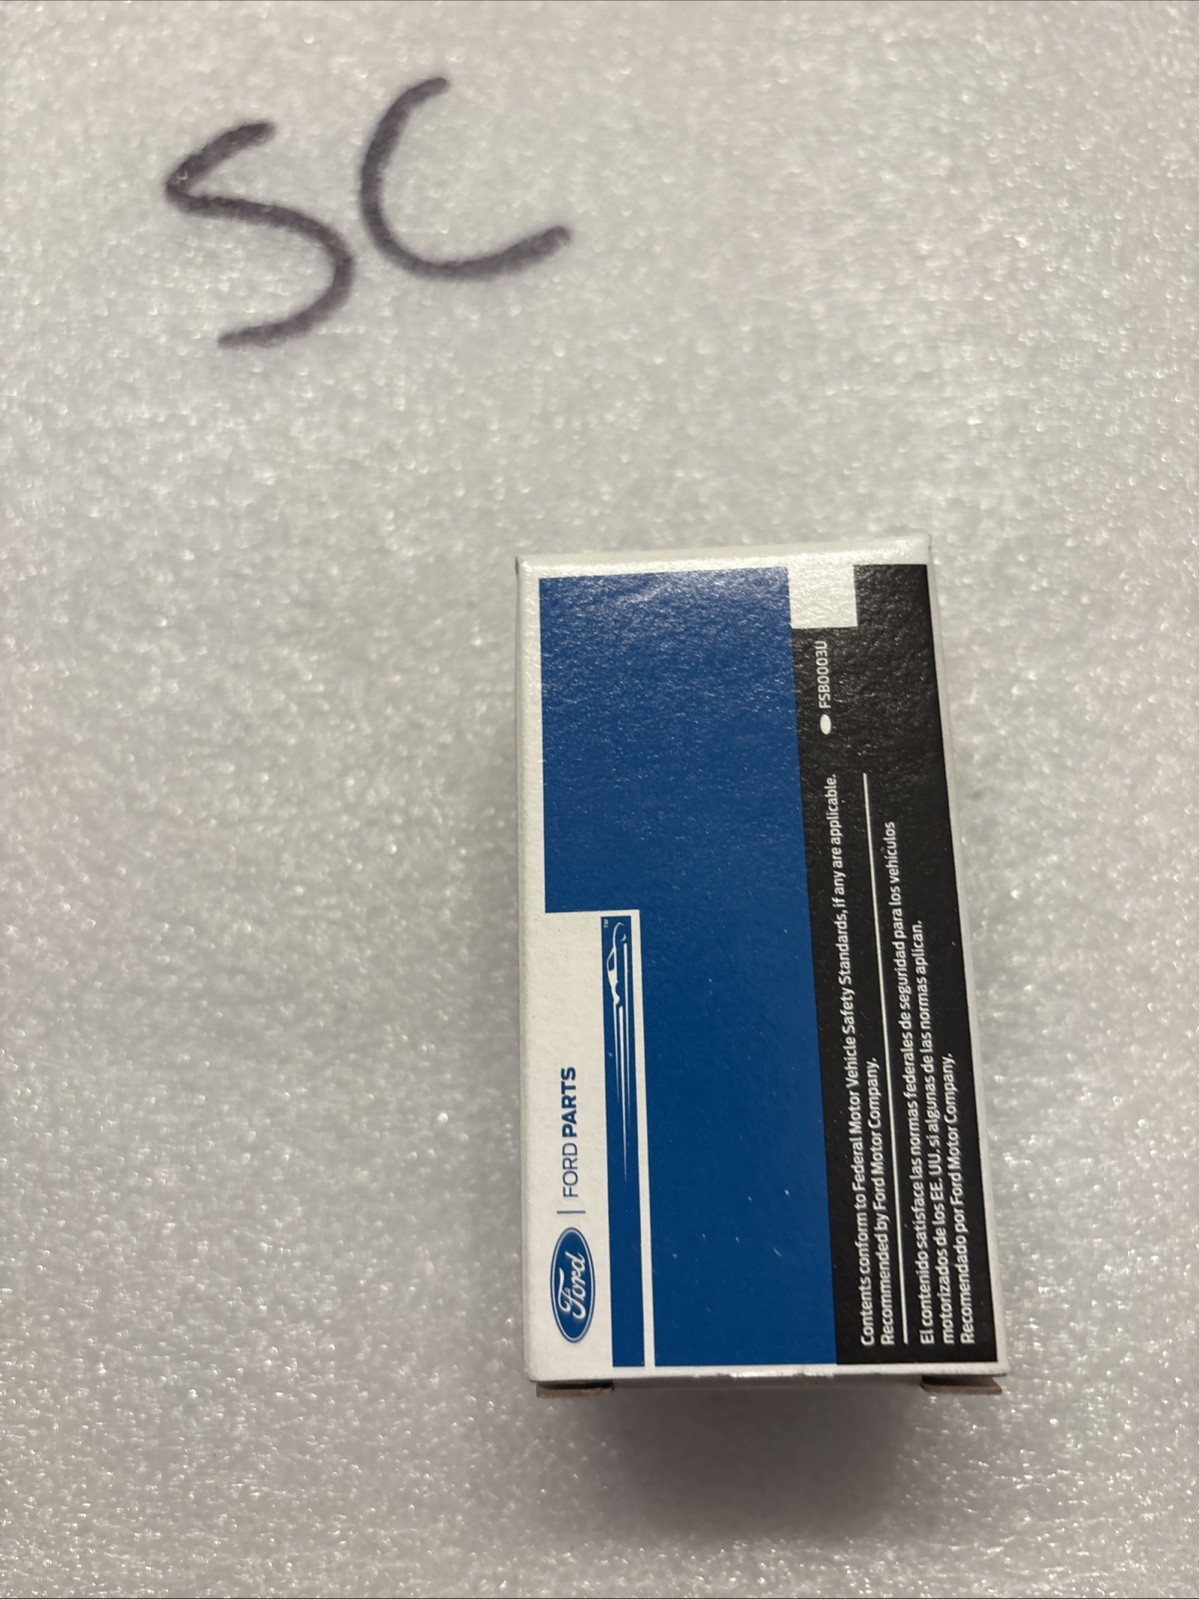 SC
Ford | FORD PARTS
TM
FSB0003U
Contents conform to Federal Motor Vehicle Safety Standards, if any are applicable.
Recommended by Ford Motor Company.
El contenido satisface las normas federales de seguridad para los vehículos
motorizados de los EE. UU. si algunas de las normas aplican.
Recomendado por Ford Motor Company.